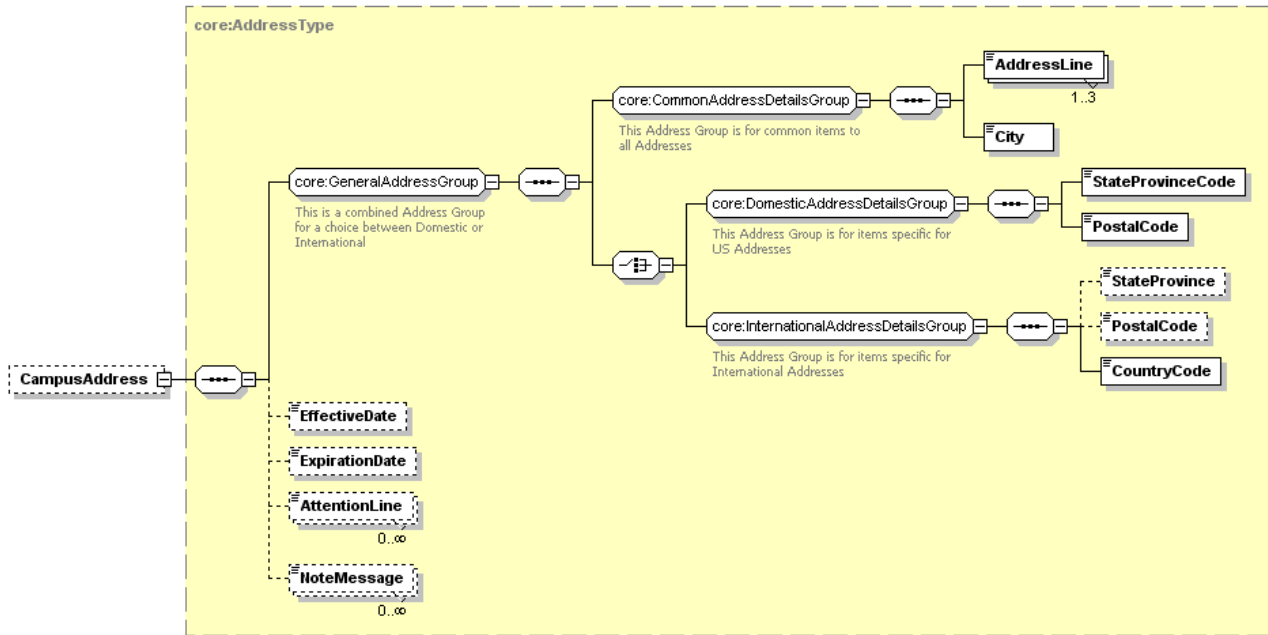 core:AddressType
AddressLine
1..3
core:CommonAddressDetailsGroup
This Address Group is for common items to
all Addresses
City
core:GeneralAddressGroup
This is a combined Address Group
for a choice between Domestic or
International
StateProvinceCode
core:DomesticAddressDetailsGroup
This Address Group is for items specific for
US Addresses
PostalCode
StateProvince
core:InternationalAddressDetailsGroup
This Address Group is for items specific for
International Addresses
PostalCode
CountryCode
CampusAddress
EffectiveDate
ExpirationDate
AttentionLine
0..∞
NoteMessage
0..∞